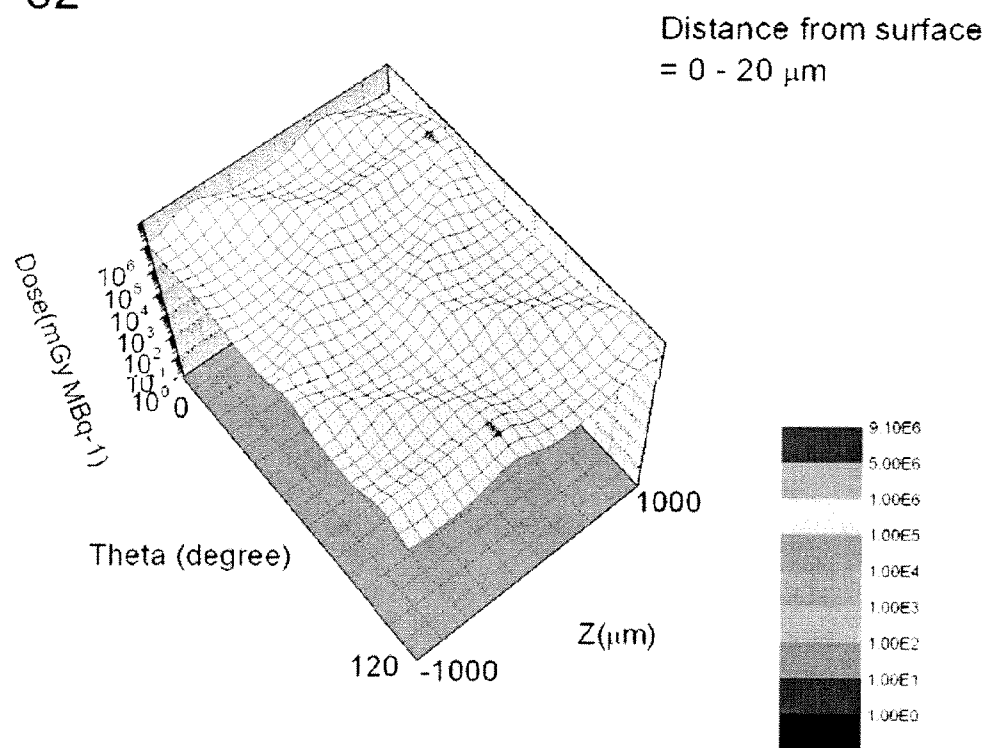 Distance from surface
= 0 - 20 μm
Dose(mGy MBq-1)
10⁶
10⁵
10⁴
10³
10²
10¹
10⁰
0
Theta (degree)
120
-1000
Z(μm)
1000
9.10E6
5.00E6
1.00E6
1.00E5
1.00E4
1.00E3
1.00E2
1.00E1
1.00E0